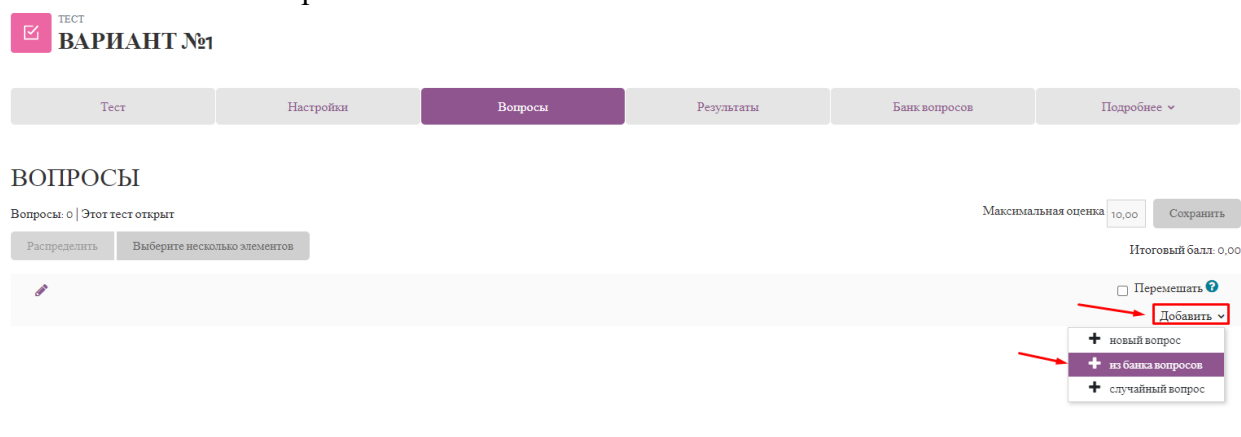 ТЕСТ
ВАРИАНТ №1
Тест Настройки Вопросы Результаты Банк вопросов Подробнее
ВОПРОСЫ
Вопросы: 0 | Этот тест открыт
Максимальная оценка 10,00 Сохранить
Распределить Выберите несколько элементов
Итоговый балл: 0,00
Перемешать ?
Добавить
+ новый вопрос
+ из банка вопросов
+ случайный вопрос